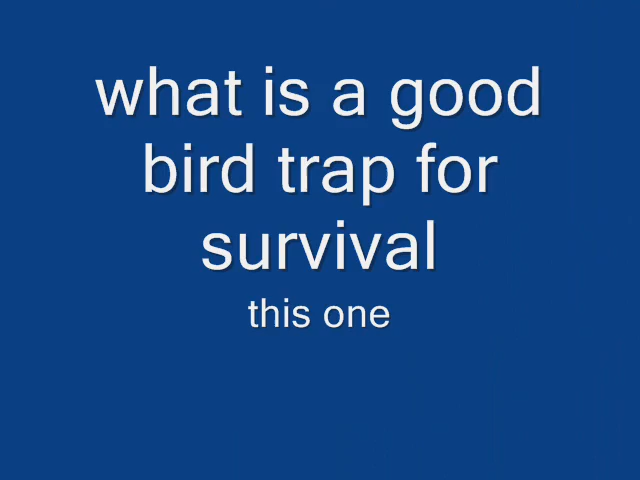 what is a good
bird trap for
survival
this one